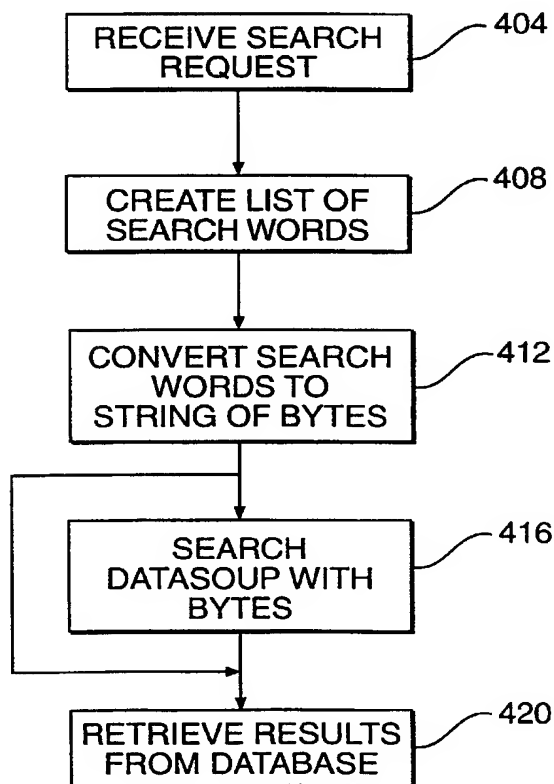 RECEIVE SEARCH
REQUEST
404
CREATE LIST OF
SEARCH WORDS
408
CONVERT SEARCH
WORDS TO
STRING OF BYTES
412
SEARCH
DATASOUP WITH
BYTES
416
RETRIEVE RESULTS
FROM DATABASE
420